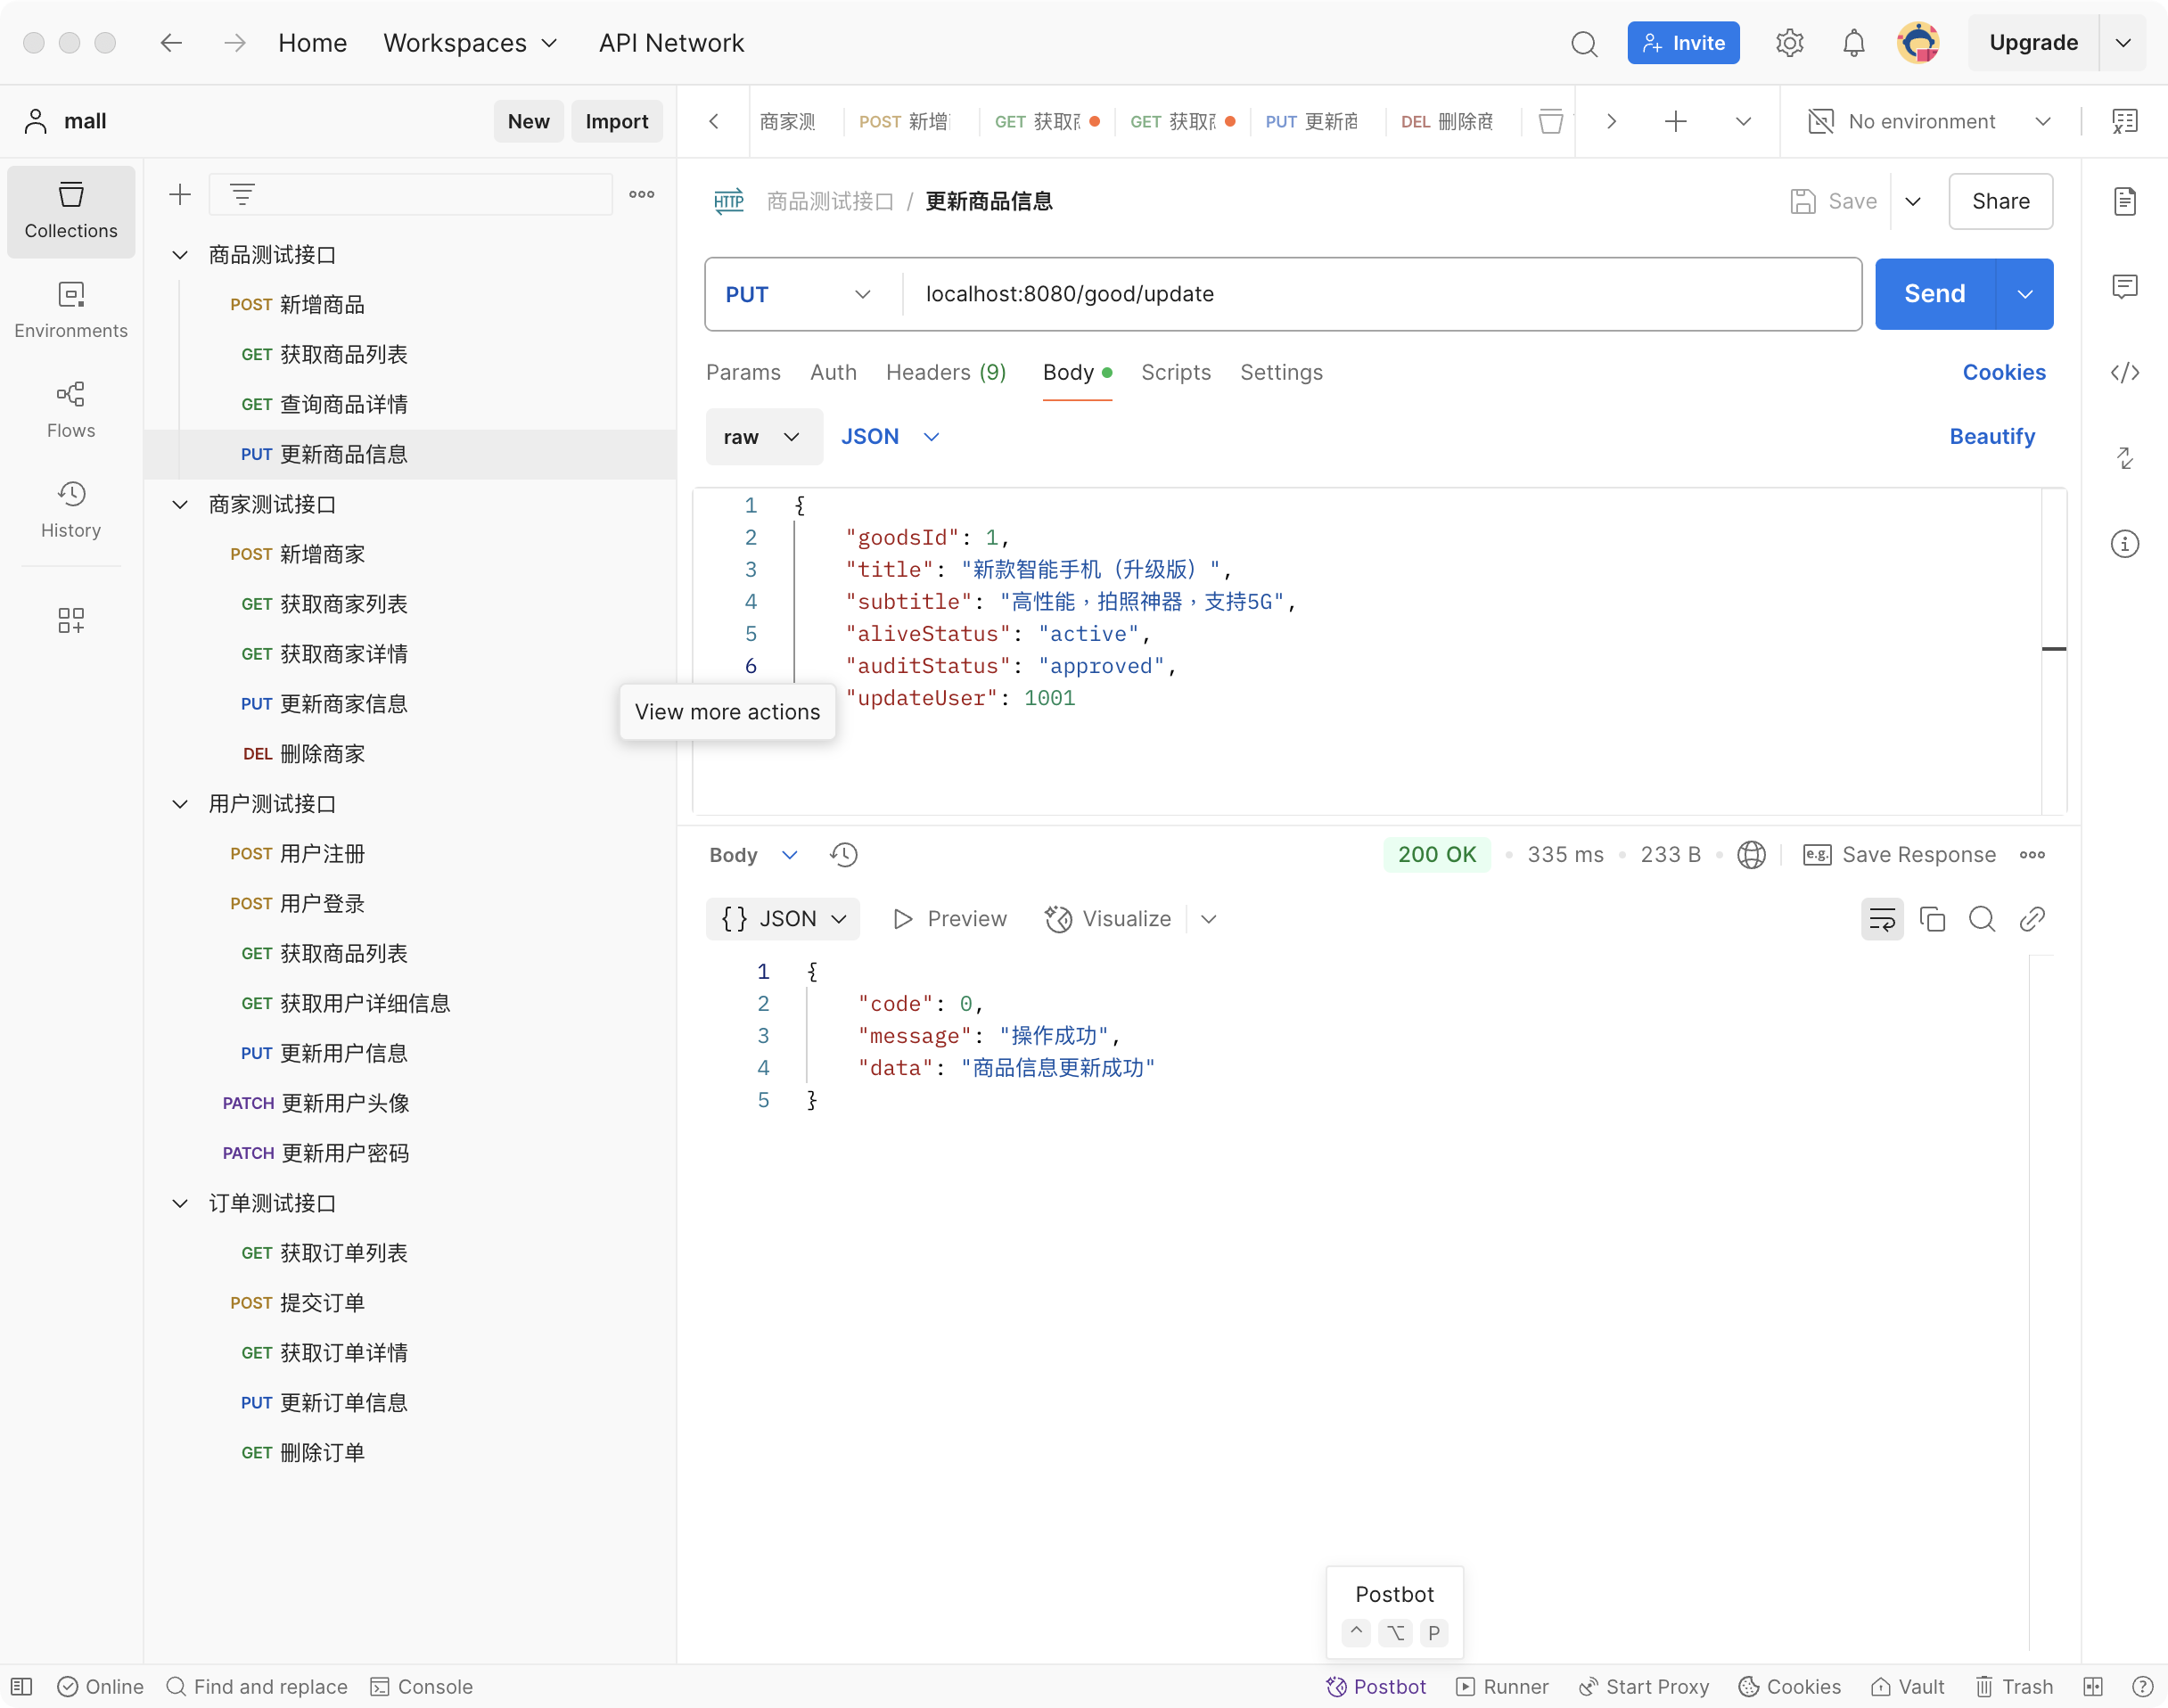 Home Workspaces API Network Invite Upgrade
mall New Import
商家测 POST 新增 GET 获取 GET 获取 PUT 更新商 DEL 删除商 No environment
Collections
Environments
Flows
History
商品测试接口
POST 新增商品
GET 获取商品列表
GET 查询商品详情
PUT 更新商品信息
商家测试接口
POST 新增商家
GET 获取商家列表
GET 获取商家详情
PUT 更新商家信息
DEL 删除商家
用户测试接口
POST 用户注册
POST 用户登录
GET 获取商品列表
GET 获取用户详细信息
PUT 更新用户信息
PATCH 更新用户头像
PATCH 更新用户密码
订单测试接口
GET 获取订单列表
POST 提交订单
GET 获取订单详情
PUT 更新订单信息
GET 删除订单
HTTP 商品测试接口 / 更新商品信息 Save Share
PUT localhost:8080/good/update Send
Params Auth Headers (9) Body Scripts Settings Cookies
raw JSON Beautify
1 {
2 "goodsId": 1,
3 "title": "新款智能手机（升级版）",
4 "subtitle": "高性能，拍照神器，支持5G",
5 "aliveStatus": "active",
6 "auditStatus": "approved",
"updateUser": 1001
View more actions
Body 200 OK 335 ms 233 B e.g. Save Response
{} JSON Preview Visualize
1 {
2 "code": 0,
3 "message": "操作成功",
4 "data": "商品信息更新成功"
5 }
Postbot
^ ⌥ P
Online Find and replace Console Postbot Runner Start Proxy Cookies Vault Trash